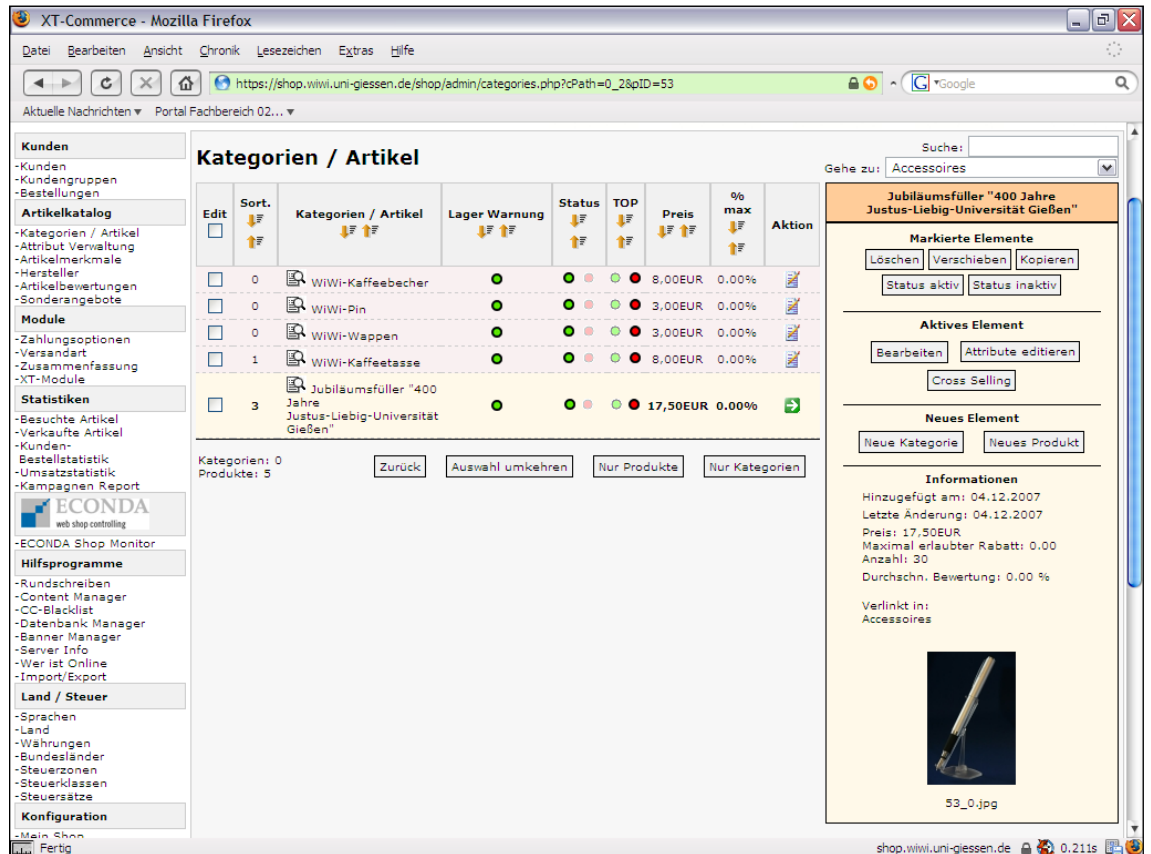 XT-Commerce - Mozilla Firefox
Datei Bearbeiten Ansicht Chronik Lesezeichen Extras Hilfe
https://shop.wiwi.uni-giessen.de/shop/admin/categories.php?cPath=0_2&pID=53
G Google
Aktuelle Nachrichten Portal Fachbereich 02...
Kunden
-Kunden
-Kundengruppen
-Bestellungen
Artikelkatalog
-Kategorien / Artikel
-Attribut Verwaltung
-Artikelmerkmale
-Hersteller
-Artikelbewertungen
-Sonderangebote
Module
-Zahlungsoptionen
-Versandart
-Zusammenfassung
-XT-Module
Statistiken
-Besuchte Artikel
-Verkaufte Artikel
-Kunden-
Bestellstatistik
-Umsatzstatistik
-Kampagnen Report
ECONDA
web shop controlling
-ECONDA Shop Monitor
Hilfsprogramme
-Rundschreiben
-Content Manager
-CC-Blacklist
-Datenbank Manager
-Banner Manager
-Server Info
-Wer ist Online
-Import/Export
Land / Steuer
-Sprachen
-Land
-Währungen
-Bundesländer
-Steuerzonen
-Steuerklassen
-Steuersätze
Konfiguration
-Mein Shop
Kategorien / Artikel
Suche:
Gehe zu: Accessoires
Edit Sort. Kategorien / Artikel Lager Warnung Status TOP Preis % max Aktion
0 WiWi-Kaffeebecher 8,00EUR 0.00%
0 WiWi-Pin 3,00EUR 0.00%
0 WiWi-Wappen 3,00EUR 0.00%
1 WiWi-Kaffeetasse 8,00EUR 0.00%
Jubiläumsfüller "400
Jahre
3 Justus-Liebig-Universität 17,50EUR 0.00%
Gießen"
Kategorien: 0
Produkte: 5
Zurück Auswahl umkehren Nur Produkte Nur Kategorien
Jubiläumsfüller "400 Jahre
Justus-Liebig-Universität Gießen"
Markierte Elemente
Löschen Verschieben Kopieren
Status aktiv Status inaktiv
Aktives Element
Bearbeiten Attribute editieren
Cross Selling
Neues Element
Neue Kategorie Neues Produkt
Informationen
Hinzugefügt am: 04.12.2007
Letzte Änderung: 04.12.2007
Preis: 17,50EUR
Maximal erlaubter Rabatt: 0.00
Anzahl: 30
Durchschn. Bewertung: 0.00 %
Verlinkt in:
Accessoires
53_0.jpg
Fertig
shop.wiwi.uni-giessen.de 0.211s